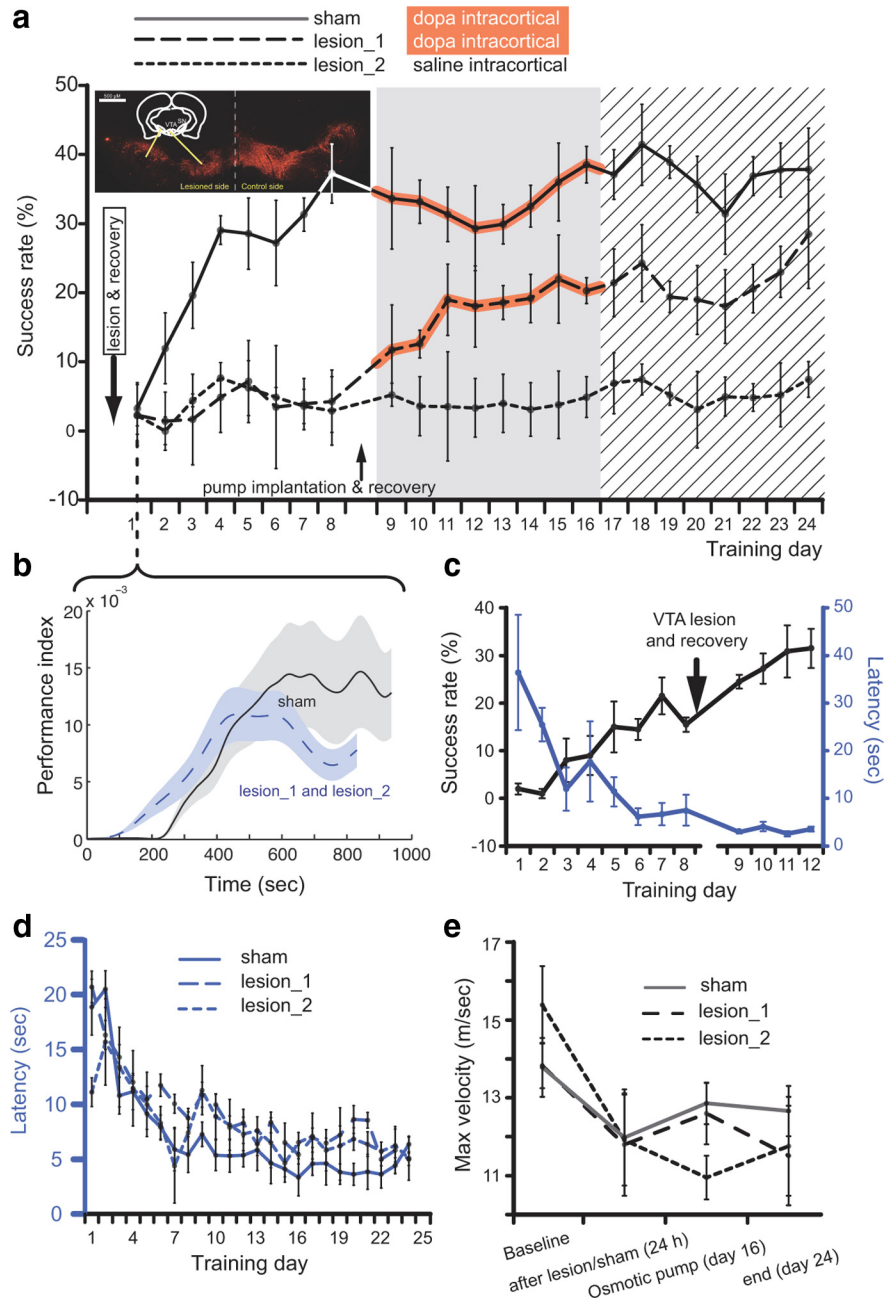 a
sham dopa intracortical
lesion_1 dopa intracortical
lesion_2 saline intracortical
50
40
30
20
10
0
-10
Success rate (%)
500 µM
VTA
SN
Lesioned side
Control side
lesion & recovery
pump implantation & recovery
1 2 3 4 5 6 7 8 9 10 11 12 13 14 15 16 17 18 19 20 21 22 23 24
Training day
b
x 10⁻³
20
15
10
5
0
Performance index
sham
lesion_1 and lesion_2
0 200 400 600 800 1000
Time (sec)
c
40
30
20
10
0
-10
Success rate (%)
VTA lesion
and recovery
50
40
30
20
10
0
Latency (sec)
1 2 3 4 5 6 7 8 9 10 11 12
Training day
d
25
20
15
10
5
0
Latency (sec)
sham
lesion_1
lesion_2
1 4 7 10 13 16 19 22 25
Training day
e
17
15
13
11
Max velocity (m/sec)
sham
lesion_1
lesion_2
Baseline
after lesion/sham (24 h)
Osmotic pump (day 16)
end (day 24)